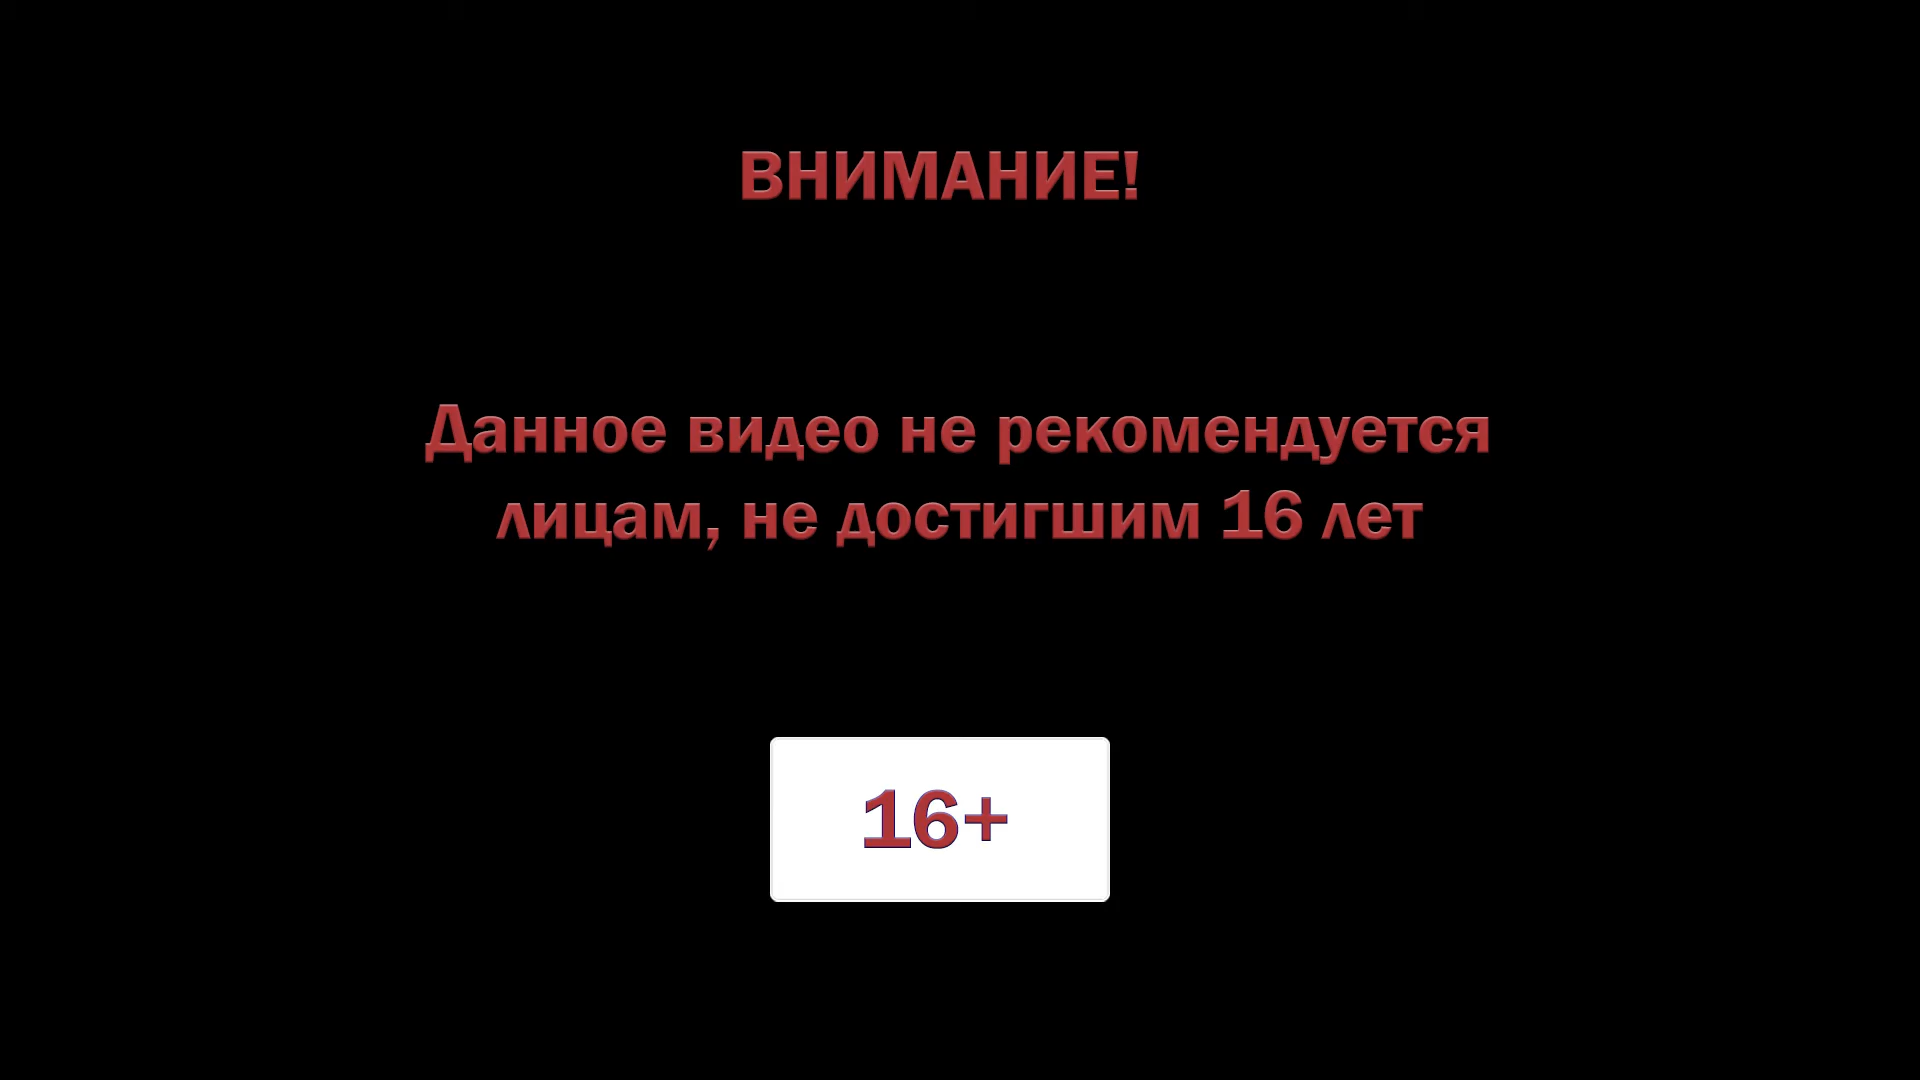 ВНИМАНИЕ!
Данное видео не рекомендуется
лицам, не достигшим 16 лет
16+